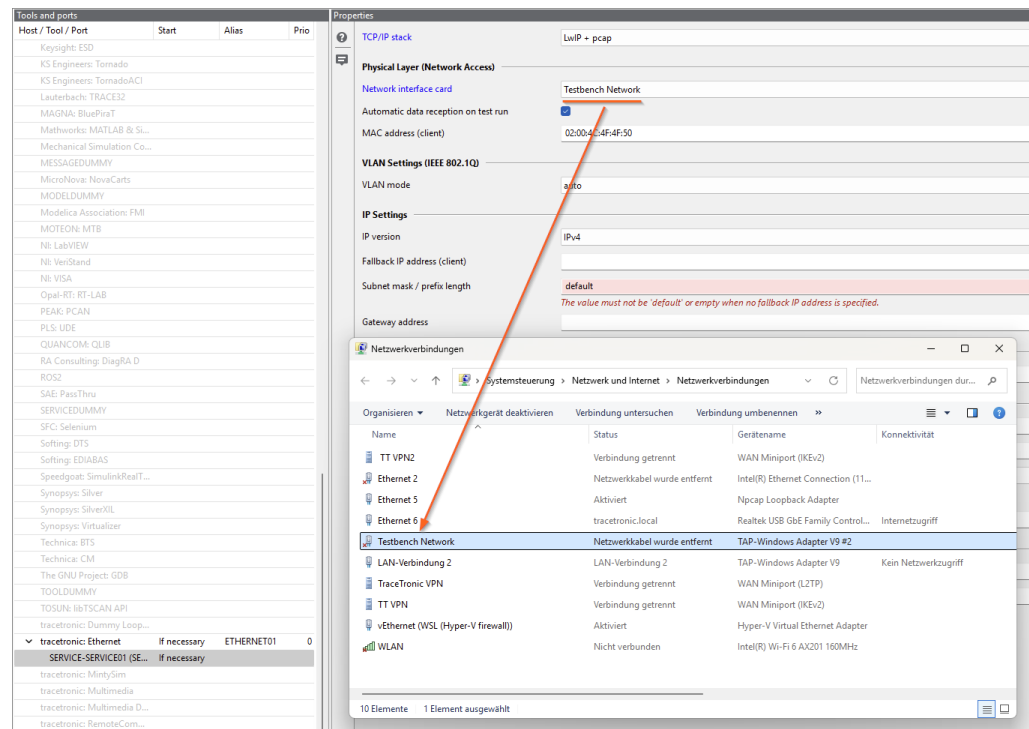 Tools and ports
Host / Tool / Port Start Alias Prio
Keysight: ESD
KS Engineers: Tornado
KS Engineers: TornadoACI
Lauterbach: TRACE32
MAGNA: BluePiraT
Mathworks: MATLAB & Si...
Mechanical Simulation Co...
MESSAGEDUMMY
MicroNova: NovaCarts
MODELDUMMY
Modelica Association: FMI
MOTEON: MTB
NI: LabVIEW
NI: VeriStand
NI: VISA
Opal-RT: RT-LAB
PEAK: PCAN
PLS: UDE
QUANCOM: QLIB
RA Consulting: DiagRA D
ROS2
SAE: PassThru
SERVICEDUMMY
SFC: Selenium
Softing: DTS
Softing: EDIABAS
Speedgoat: SimulinkRealT...
Synopsys: Silver
Synopsys: SilverXIL
Synopsys: Virtualizer
Technica: BTS
Technica: CM
The GNU Project: GDB
TOOLDUMMY
TOSUN: libTSCAN API
tracetronic: Dummy Loop...
tracetronic: Ethernet If necessary ETHERNET01 0
SERVICE-SERVICE01 (SE... If necessary
tracetronic: MintySim
tracetronic: Multimedia
tracetronic: Multimedia D...
tracetronic: RemoteCom...
Properties
TCP/IP stack LwIP + pcap
Physical Layer (Network Access)
Network interface card Testbench Network
Automatic data reception on test run
MAC address (client) 02:00:4C:4F:4F:50
VLAN Settings (IEEE 802.1Q)
VLAN mode auto
IP Settings
IP version IPv4
Fallback IP address (client)
Subnet mask / prefix length default
The value must not be 'default' or empty when no fallback IP address is specified.
Gateway address
Netzwerkverbindungen
Systemsteuerung > Netzwerk und Internet > Netzwerkverbindungen Netzwerkverbindungen dur...
Organisieren Netzwerkgerät deaktivieren Verbindung untersuchen Verbindung umbenennen »
Name Status Gerätename Konnektivität
TT VPN2 Verbindung getrennt WAN Miniport (IKEv2)
Ethernet 2 Netzwerkkabel wurde entfernt Intel(R) Ethernet Connection (11...
Ethernet 5 Aktiviert Npcap Loopback Adapter
Ethernet 6 tracetronic.local Realtek USB GbE Family Control... Internetzugriff
Testbench Network Netzwerkkabel wurde entfernt TAP-Windows Adapter V9 #2
LAN-Verbindung 2 LAN-Verbindung 2 TAP-Windows Adapter V9 Kein Netzwerkzugriff
TraceTronic VPN Verbindung getrennt WAN Miniport (L2TP)
TT VPN Verbindung getrennt WAN Miniport (IKEv2)
vEthernet (WSL (Hyper-V firewall)) Aktiviert Hyper-V Virtual Ethernet Adapter
WLAN Nicht verbunden Intel(R) Wi-Fi 6 AX201 160MHz
10 Elemente 1 Element ausgewählt